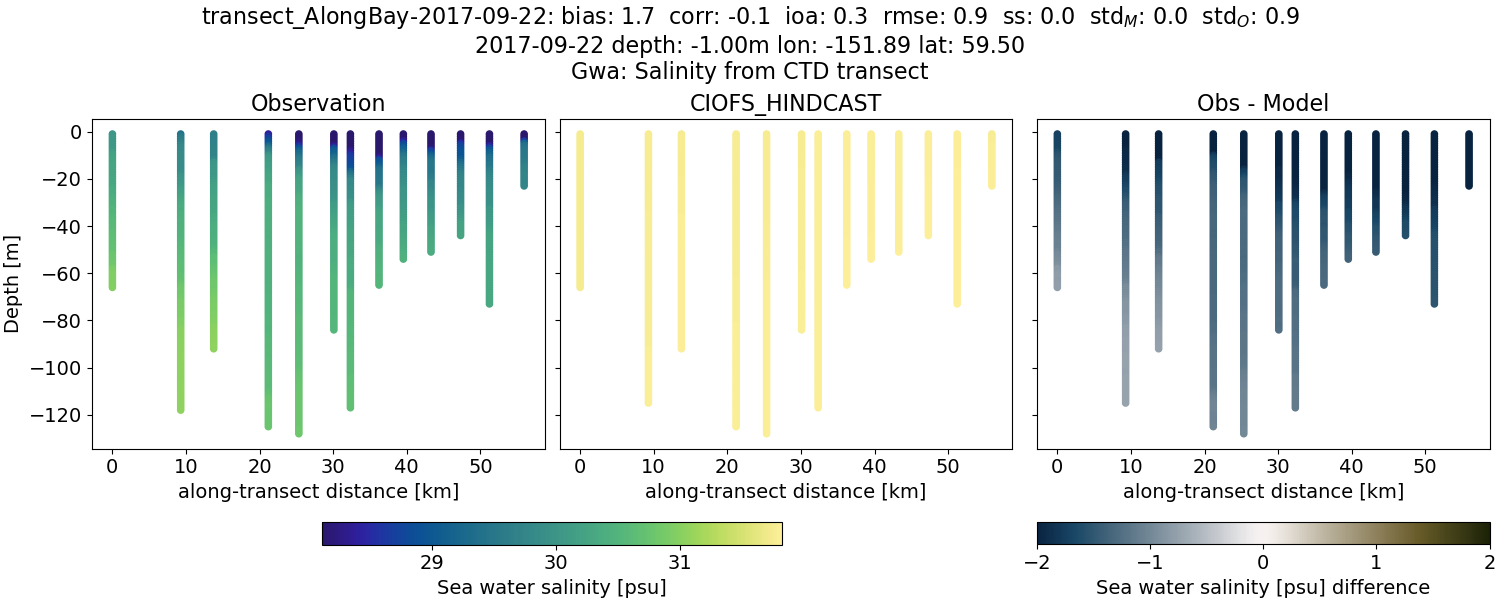 transect_AlongBay-2017-09-22: bias: 1.7 corr: -0.1 ioa: 0.3 rmse: 0.9 ss: 0.0 std_M: 0.0 std_O: 0.9
2017-09-22 depth: -1.00m lon: -151.89 lat: 59.50
Gwa: Salinity from CTD transect
Observation
CIOFS_HINDCAST
Obs - Model
Depth [m]
0
−20
−40
−60
−80
−100
−120
0 10 20 30 40 50
0 10 20 30 40 50
0 10 20 30 40 50
along-transect distance [km]
along-transect distance [km]
along-transect distance [km]
29 30 31
Sea water salinity [psu]
−2 −1 0 1 2
Sea water salinity [psu] difference